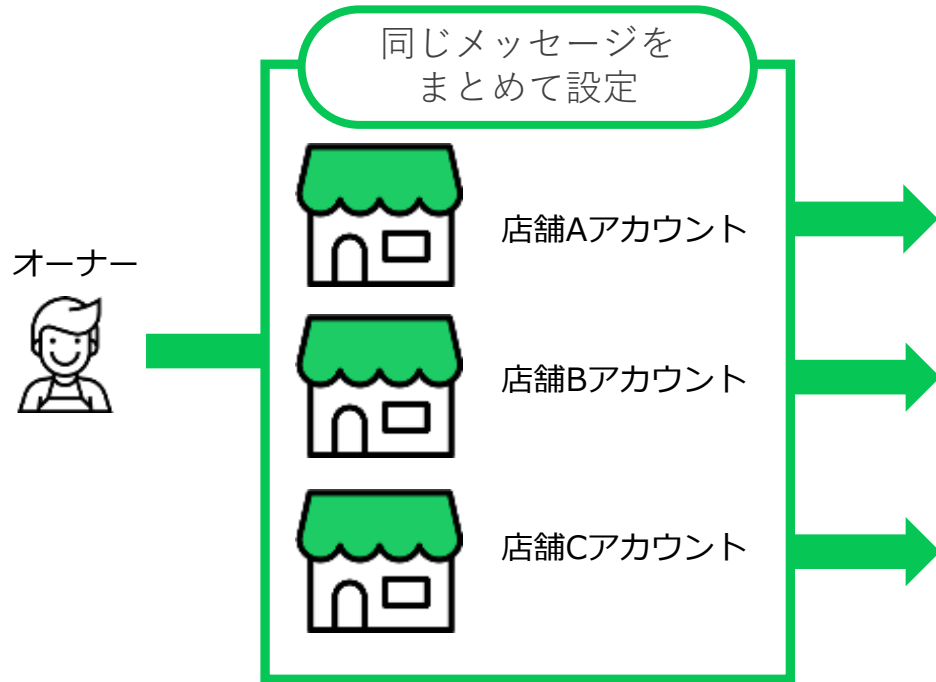 同じメッセージを
まとめて設定
店舗Aアカウント
オーナー
店舗Bアカウント
店舗Cアカウント